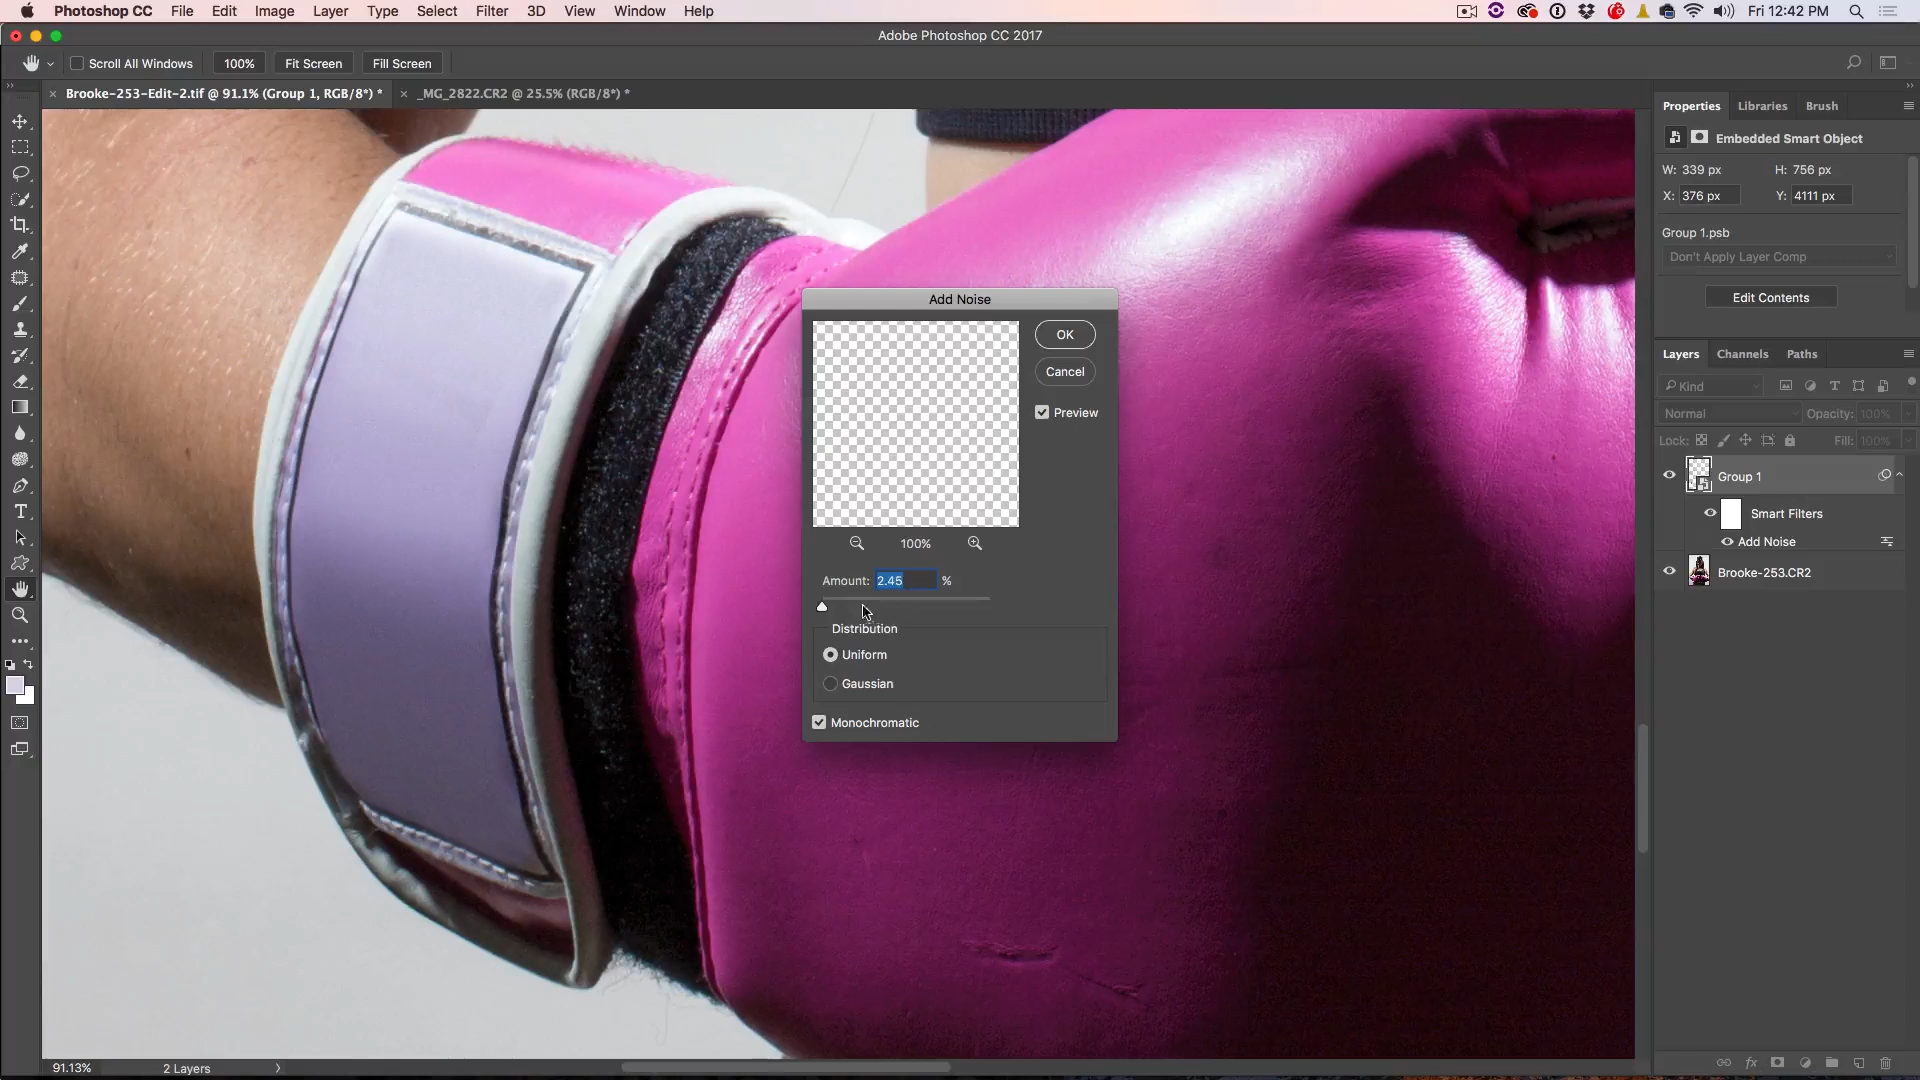 Photoshop CC File Edit Image Layer Type Select Filter 3D View Window Help Fri 12:42 PM
Adobe Photoshop CC 2017
Scroll All Windows 100% Fit Screen Fill Screen
Brooke-253-Edit-2.tif @ 91.1% (Group 1, RGB/8*) * _MG_2822.CR2 @ 25.5% (RGB/8*) *
Properties Libraries Brush
Embedded Smart Object
W: 339 px H: 756 px
X: 376 px Y: 4111 px
Group 1.psb
Don't Apply Layer Comp
Edit Contents
Add Noise
OK
Cancel
Preview
100%
Amount: 2.45 %
Distribution
Uniform
Gaussian
Monochromatic
Layers Channels Paths
Kind
Normal Opacity: 100%
Lock: Fill: 100%
Group 1
Smart Filters
Add Noise
Brooke-253.CR2
91.13% 2 Layers